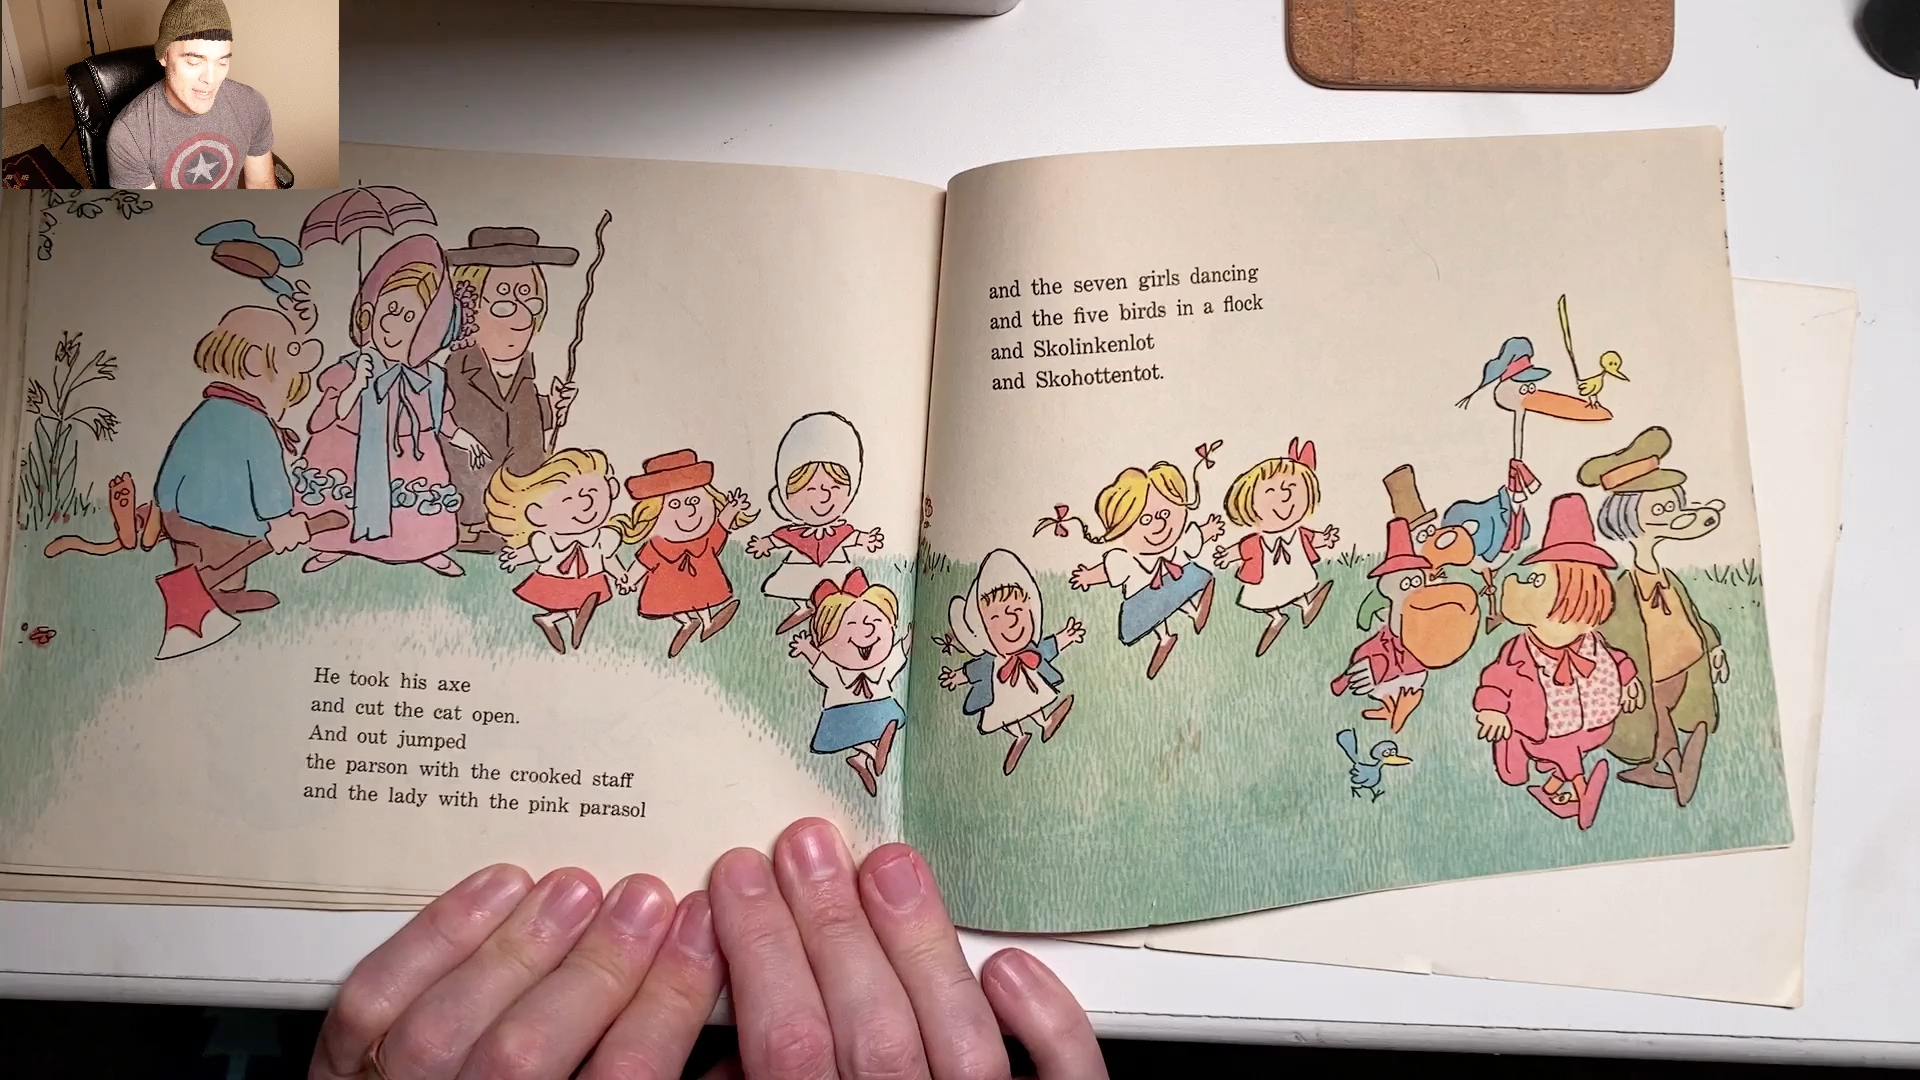 He took his axe
and cut the cat open.
And out jumped
the parson with the crooked staff
and the lady with the pink parasol
and the seven girls dancing
and the five birds in a flock
and Skolinkenlot
and Skohottentot.